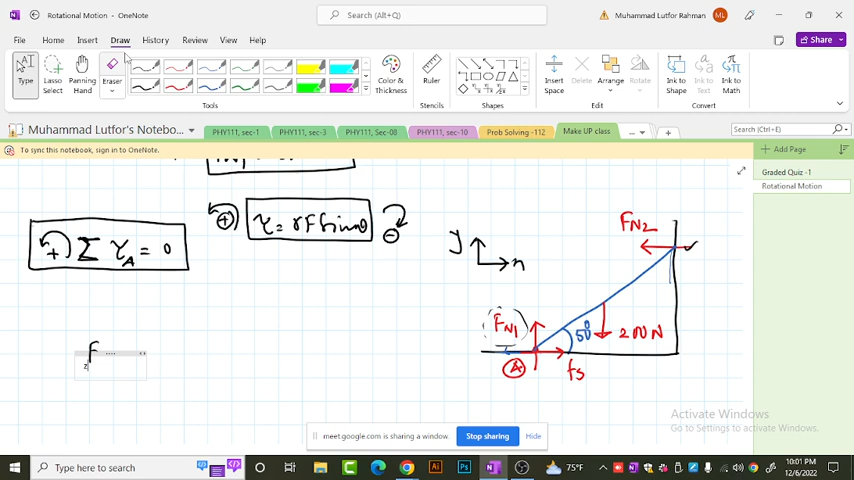 Rotational Motion - OneNote
Search (Alt+Q)
Muhammad Lutfor Rahman
ML
File Home Insert Draw History Review View Help
Share
Type
Lasso Select
Panning Hand
Eraser
Color & thickness
Ruler
Insert Space
Delete
Arrange
Rotate
Ink to Shape
Ink to Text
Ink to Math
Tools
Stencils
Shapes
Edit
Convert
Muhammad Lutfor's Notebo...
PHY111, sec-1
PHY111, sec-3
PHY111, Sec-08
PHY111, sec-10
Prob Solving -112
Make UP class
Search (Ctrl+E)
To sync this notebook, sign in to OneNote.
Add Page
Graded Quiz -1
Rotational Motion
+ τ = rFsinθ −
+ Σ τA = 0
y
FN2
FN1
50°
200N
A
fs
F
z
Activate Windows
Go to Settings to activate Windows.
meet.google.com is sharing a window.
Stop sharing
Hide
Type here to search
75°F
10:01 PM
12/6/2022